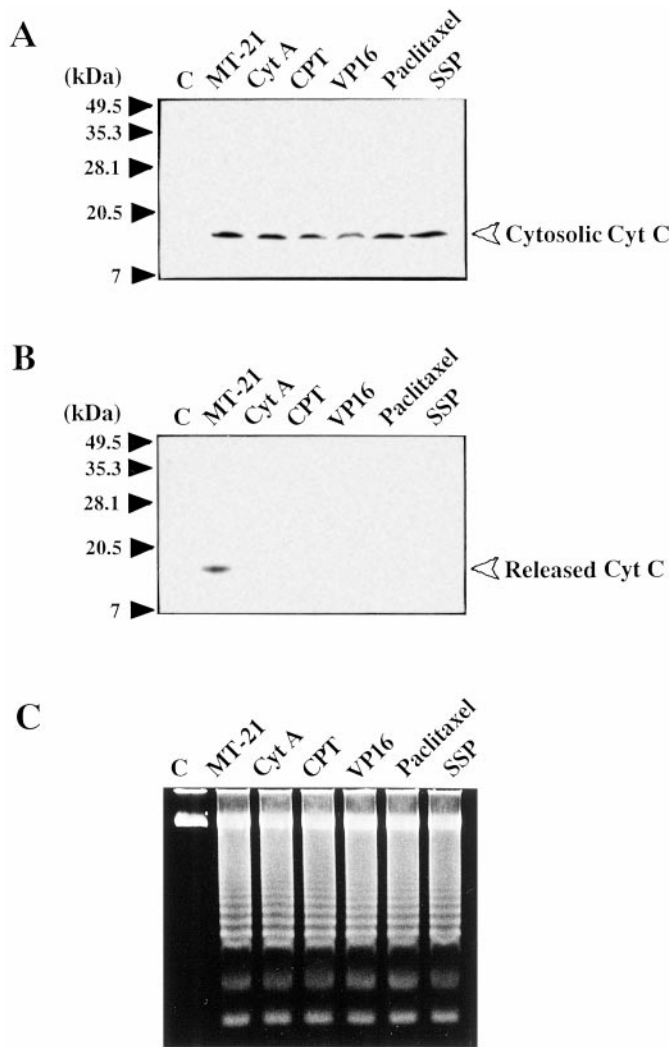 A
(kDa)
C MT-21 Cyt A CPT VP16 Paclitaxel SSP
49.5
35.3
28.1
20.5
Cytosolic Cyt C
7
B
(kDa)
C MT-21 Cyt A CPT VP16 Paclitaxel SSP
49.5
35.3
28.1
20.5
Released Cyt C
7
C
C MT-21 Cyt A CPT VP16 Paclitaxel SSP